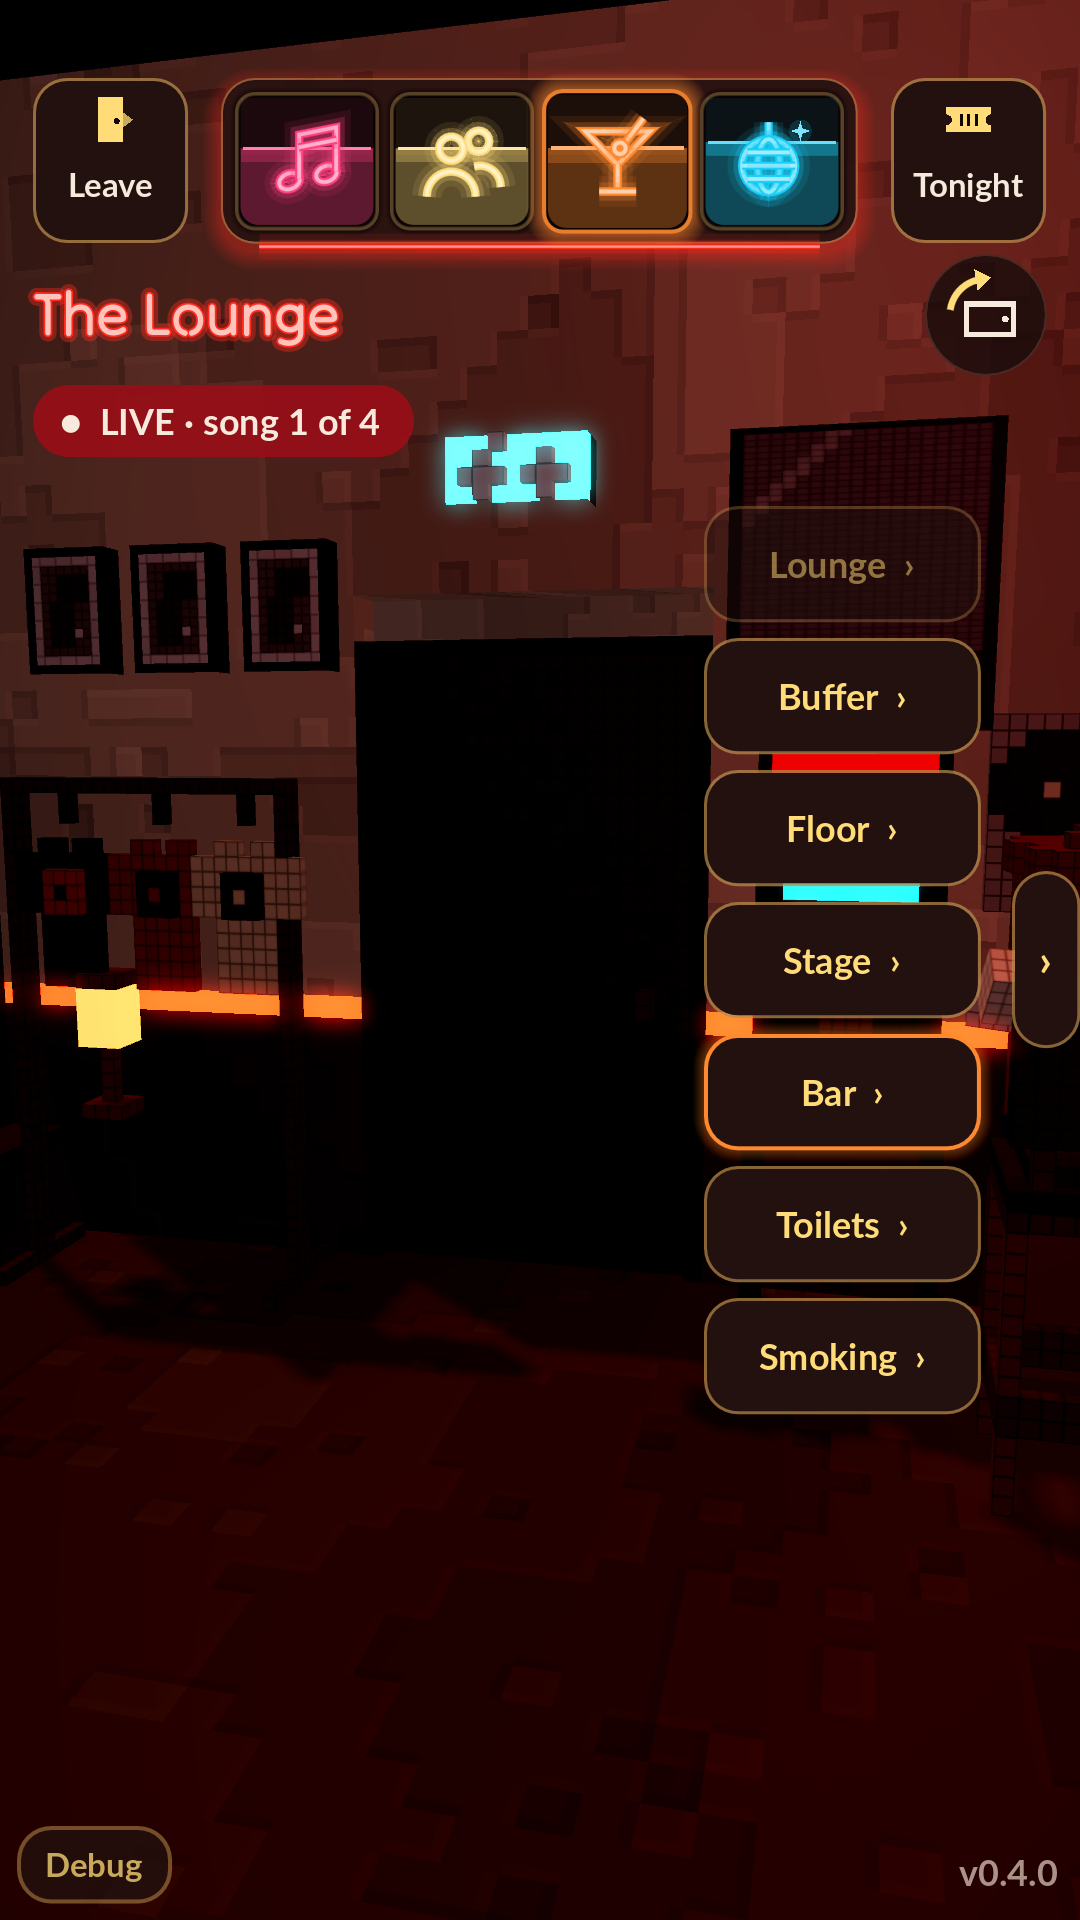 Leave
Tonight
The Lounge
LIVE · song 1 of 4
Lounge ›
Buffer ›
Floor ›
Stage ›
›
Bar ›
Toilets ›
Smoking ›
Debug
v0.4.0